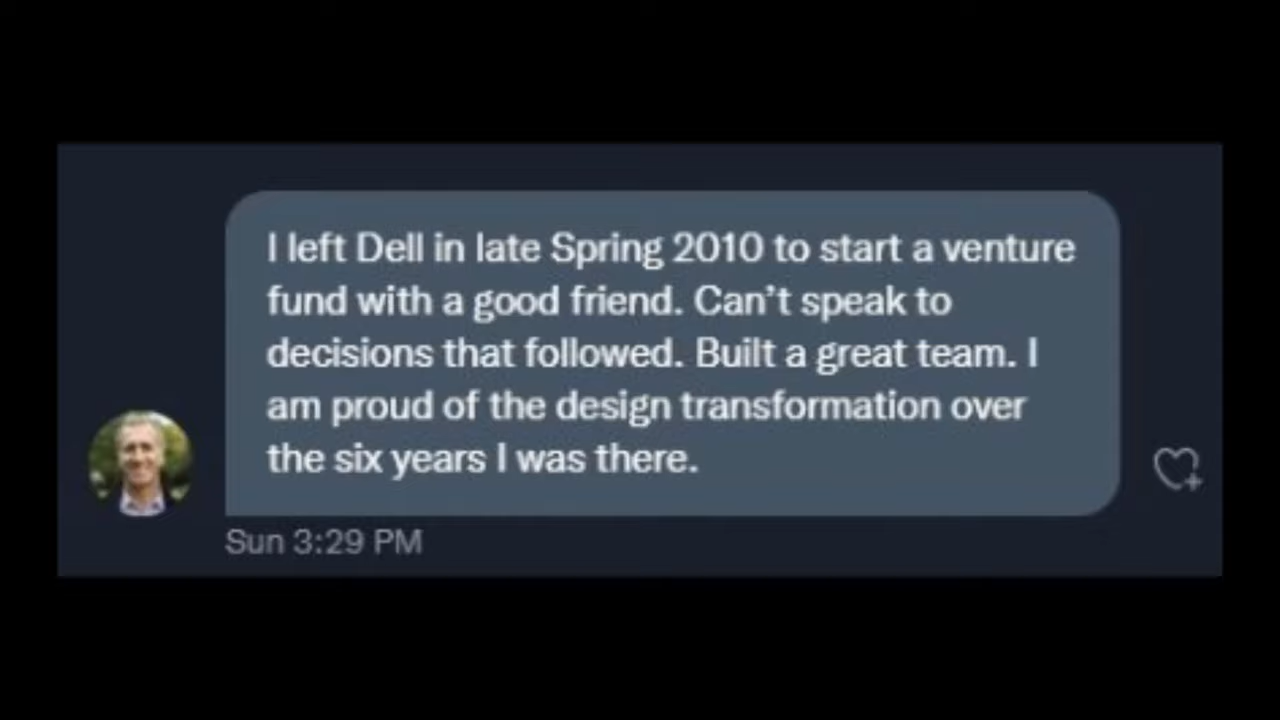 I left Dell in late Spring 2010 to start a venture
fund with a good friend. Can’t speak to
decisions that followed. Built a great team. I
am proud of the design transformation over
the six years I was there.
Sun 3:29 PM